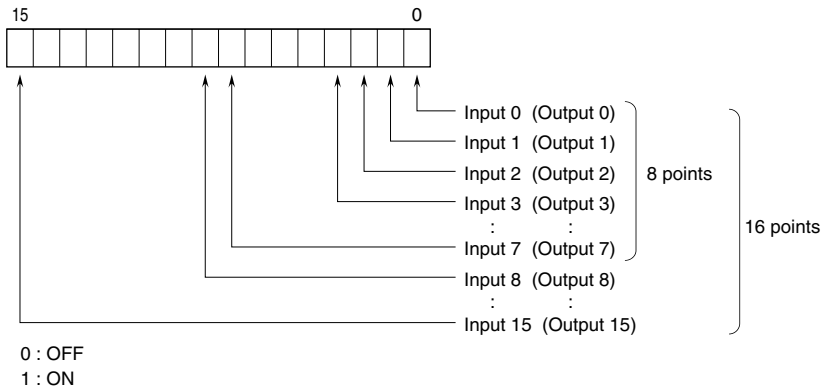 15 0
Input 0 (Output 0)
Input 1 (Output 1)
Input 2 (Output 2)
Input 3 (Output 3)
: :
Input 7 (Output 7)
Input 8 (Output 8)
: :
Input 15 (Output 15)
8 points
16 points
0 : OFF
1 : ON